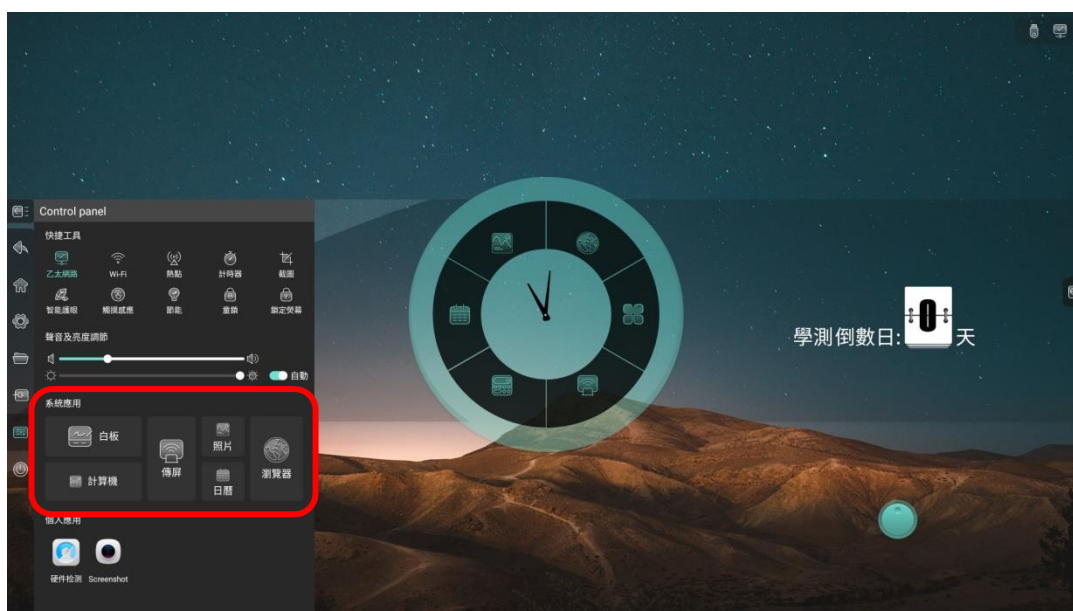 Control panel
快捷工具
乙太網路 Wi-Fi 熱點 計時器 截圖
智能護眼 觸摸感應 節能 童鎖 鎖定熒幕
聲音及亮度調節
自動
系統應用
白板
計算機
傳屏
照片
日曆
瀏覽器
個人應用
硬件检测 Screenshot
學測倒數日: 0 天